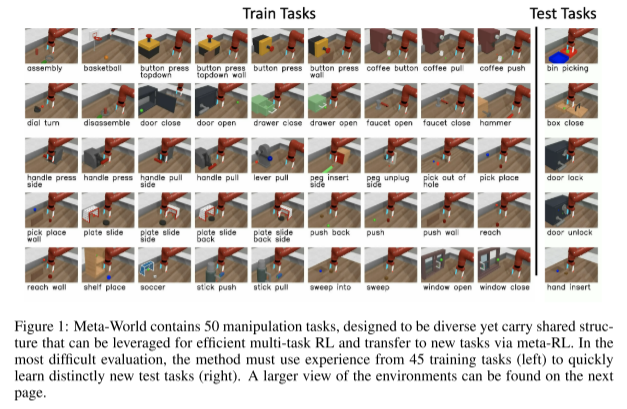 Train Tasks
Test Tasks
assembly
basketball
button press topdown
button press topdown wall
button press
button press wall
coffee button
coffee pull
coffee push
bin picking
dial turn
disassemble
door close
door open
drawer close
drawer open
faucet open
faucet close
hammer
box close
handle press side
handle press
handle pull side
handle pull
lever pull
peg insert side
peg unplug side
pick out of hole
pick place
door lock
pick place wall
plate slide
plate slide side
plate slide back
plate slide back side
push back
push
push wall
reach
door unlock
reach wall
shelf place
soccer
stick push
stick pull
sweep into
sweep
window open
window close
hand insert
Figure 1: Meta-World contains 50 manipulation tasks, designed to be diverse yet carry shared struc-
ture that can be leveraged for efficient multi-task RL and transfer to new tasks via meta-RL. In the
most difficult evaluation, the method must use experience from 45 training tasks (left) to quickly
learn distinctly new test tasks (right). A larger view of the environments can be found on the next
page.